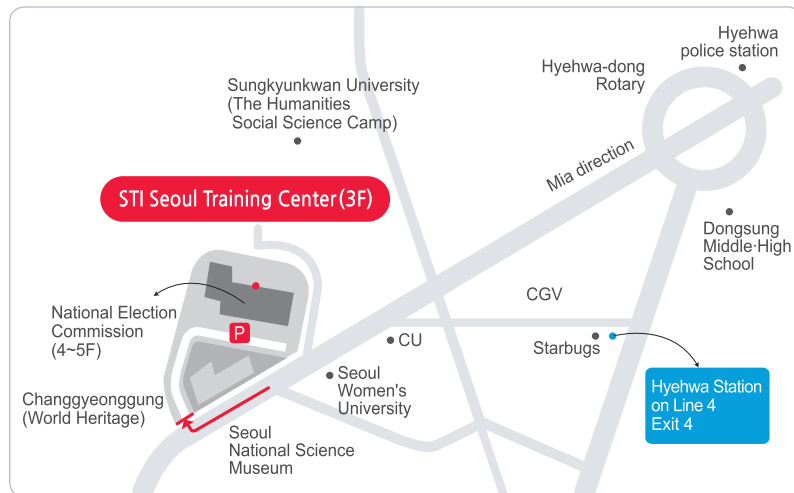 Hyehwa
police station
Hyehwa-dong
Rotary
Sungkyunkwan University
(The Humanities
Social Science Camp)
Mia direction
STI Seoul Training Center(3F)
Dongsung
Middle·High
School
CGV
National Election
Commission
(4~5F)
P
CU
Starbugs
Seoul
Women's
University
Hyehwa Station
on Line 4
Exit 4
Changgyeonggung
(World Heritage)
Seoul
National Science
Museum